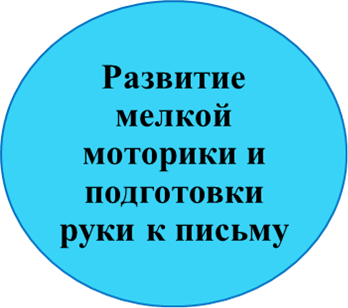 Развитие
мелкой
моторики и
подготовки
руки к письму